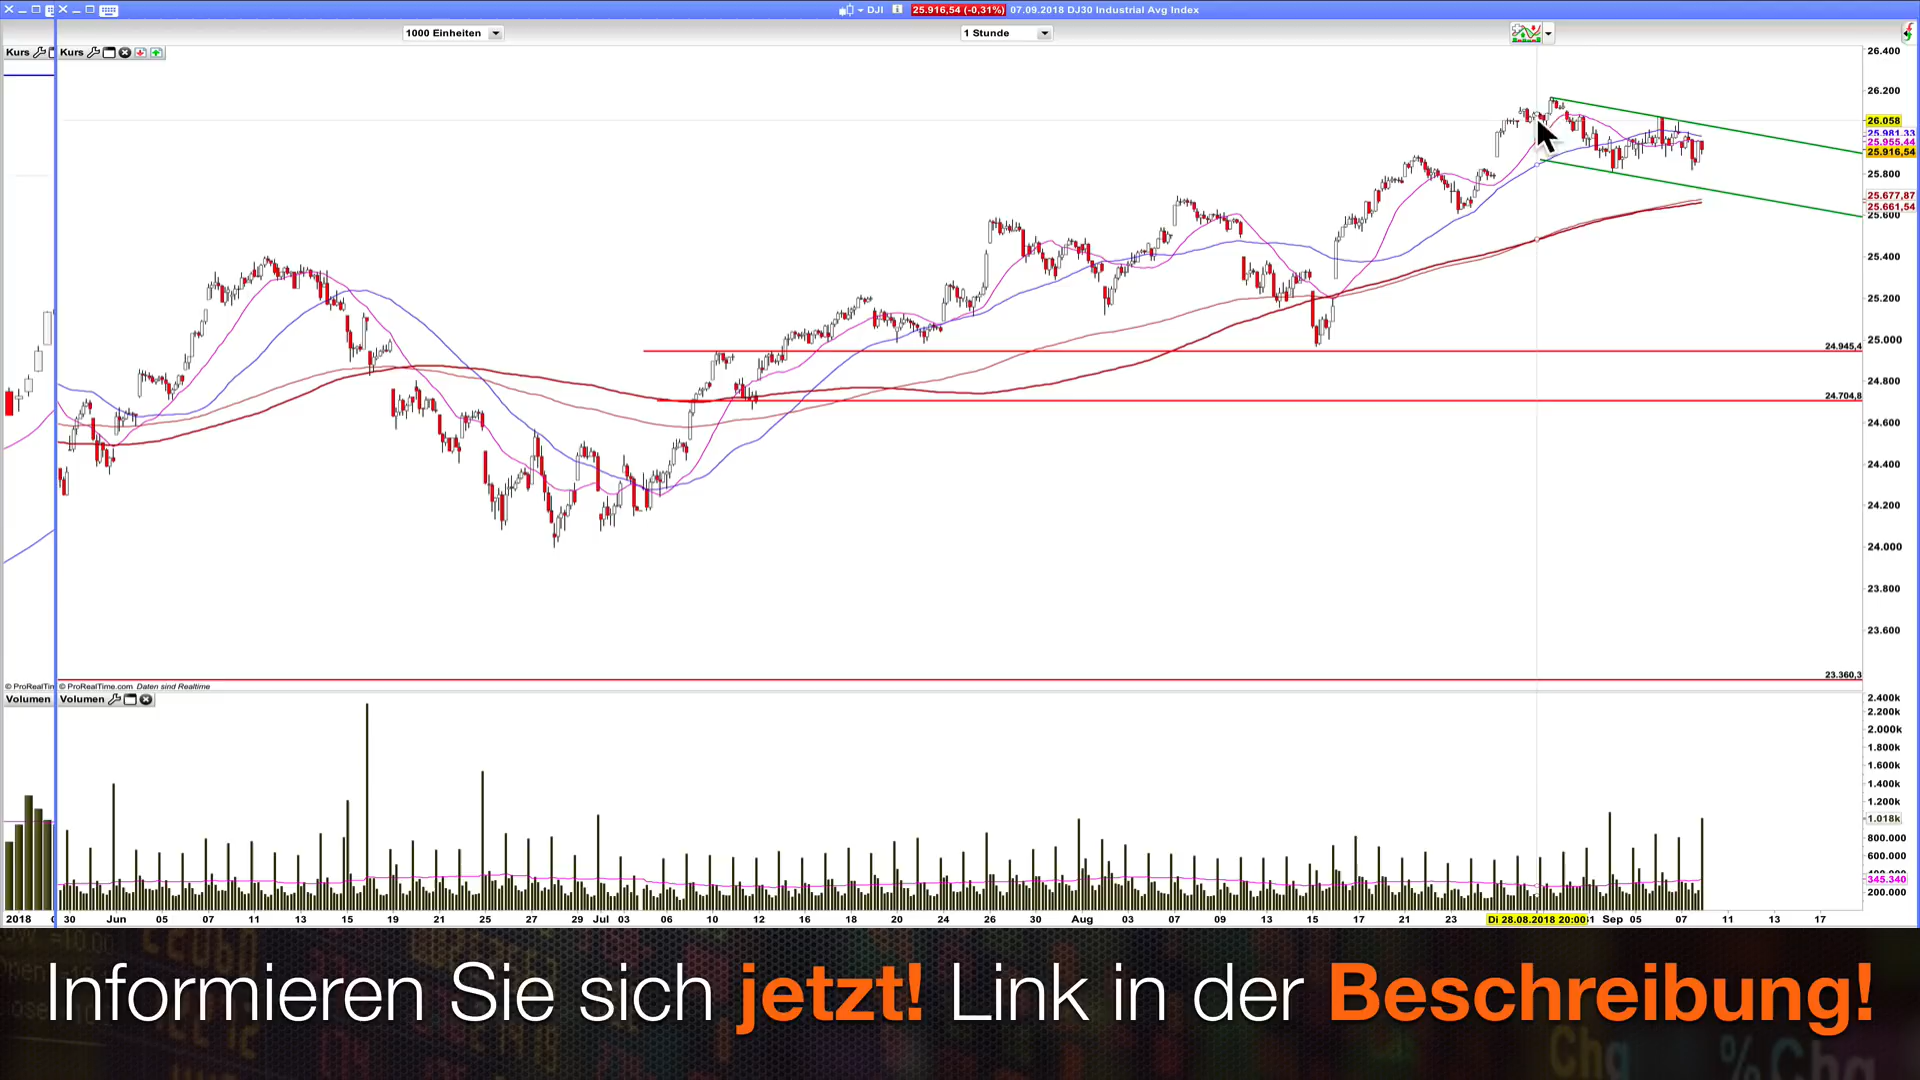 DJI 25.916,54 (-0,31%) 07.09.2018 DJ30 Industrial Avg Index
1000 Einheiten
1 Stunde
Kurs
Kurs
26.400
26.200
26.058
25.981,33
25.955,44
25.916,54
25.800
25.677,87
25.661,54
25.600
25.400
25.200
25.000
24.945,4
24.800
24.704,8
24.600
24.400
24.200
24.000
23.800
23.600
23.360,3
© ProRealTim
© ProRealTime.com Daten sind Realtime
Volumen
Volumen
2.400k
2.200k
2.000k
1.800k
1.600k
1.400k
1.200k
1.018k
800.000
600.000
345.340
200.000
2018 30 Jun 05 07 11 13 15 19 21 25 27 29 Jul 03 06 10 12 16 18 20 24 26 30 Aug 03 07 09 13 15 17 21 23 Di 28.08.2018 20:00 Sep 05 07 11 13 17
Informieren Sie sich jetzt! Link in der Beschreibung!
Chg
% Chg